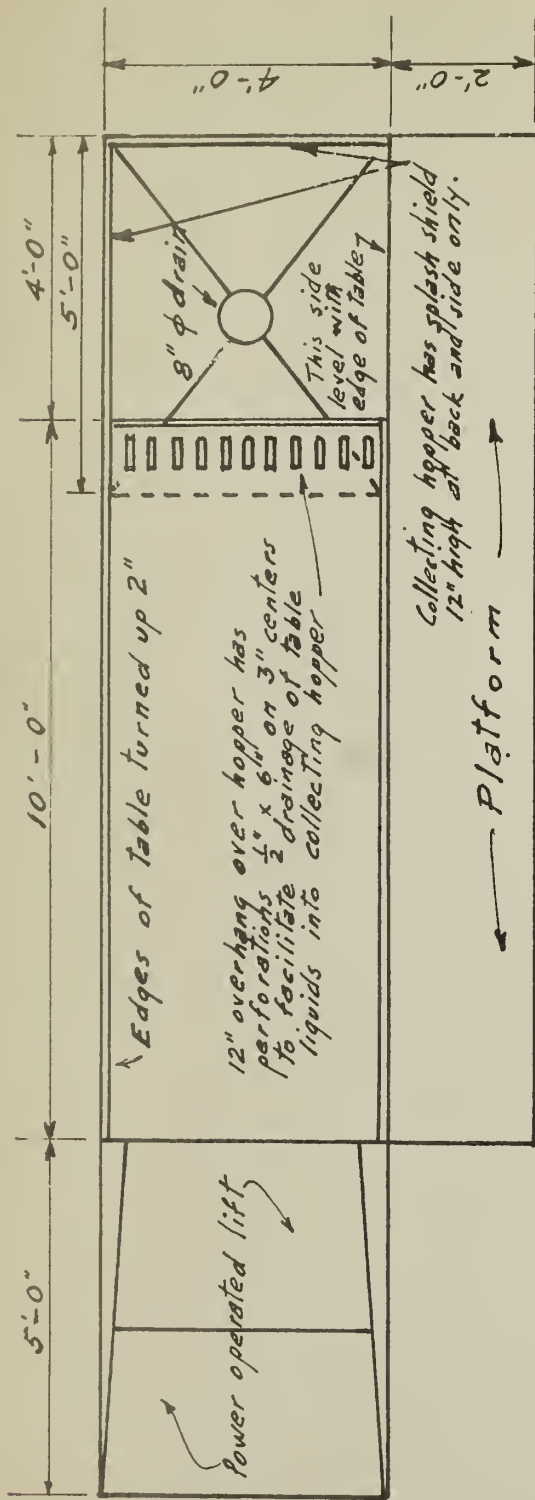 5'-0"
10'-0"
4'-0"
5'-0"
4'-0"
2'-0"
Power operated lift
Edges of table turned up 2"
12" overhang over hopper has
perforations 1/2" x 6" on 3" centers
to facilitate drainage of table
liquids into collecting hopper
8" ϕ drain
This side
level with
edge of table
Collecting hopper has splash shield
12" high at back and side only.
Platform